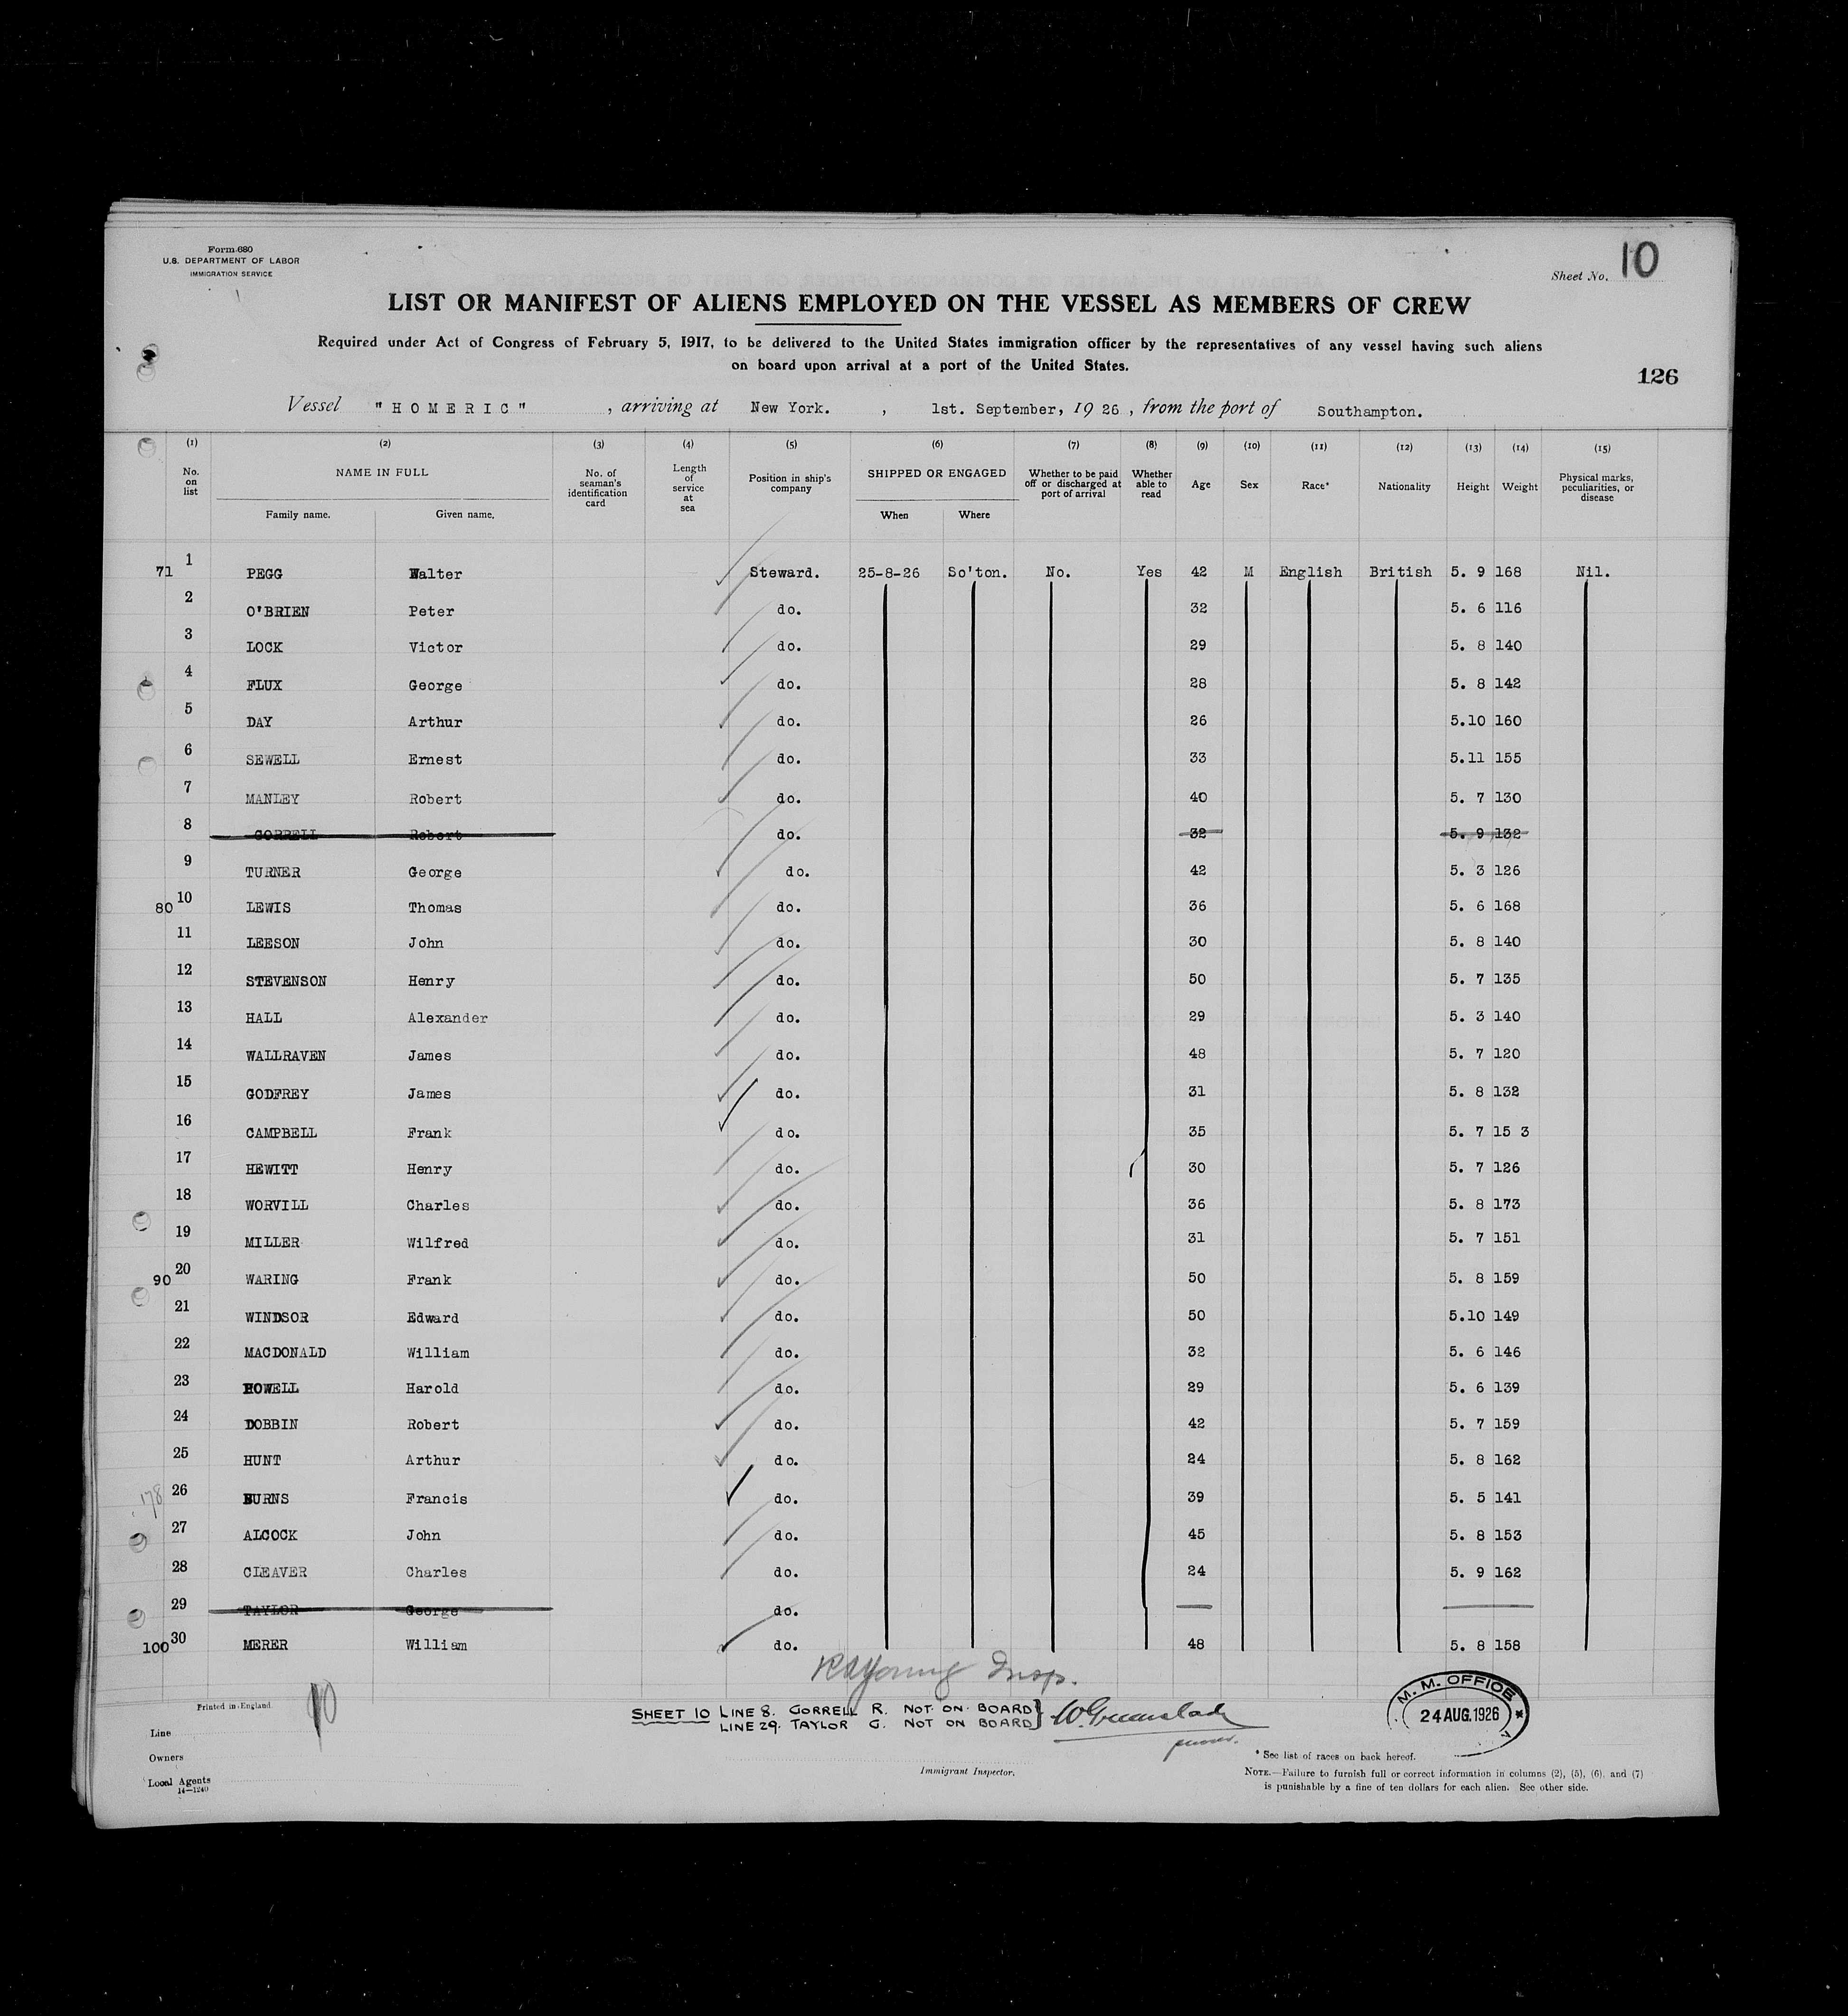 Form 680
U.S. DEPARTMENT OF LABOR
IMMIGRATION SERVICE
Sheet No. 10
LIST OR MANIFEST OF ALIENS EMPLOYED ON THE VESSEL AS MEMBERS OF CREW
Required under Act of Congress of February 5, 1917, to be delivered to the United States immigration officer by the representatives of any vessel having such aliens
on board upon arrival at a port of the United States.
126
Vessel "HOMERIC" , arriving at New York. , 1st. September, 1926, from the port of Southampton.
(1) (2) (3) (4) (5) (6) (7) (8) (9) (10) (11) (12) (13) (14) (15)
No. on list NAME IN FULL Family name. Given name. No. of seaman's identification card Length of service at sea Position in ship's company SHIPPED OR ENGAGED When Where Whether to be paid off or discharged at port of arrival Whether able to read Age Sex Race* Nationality Height Weight Physical marks, peculiarities, or disease
71 1 PEGG Walter Steward. 25-8-26 So'ton. No. Yes 42 M English British 5. 9 168 Nil.
2 O'BRIEN Peter do. 32 5. 6 116
3 LOCK Victor do. 29 5. 8 140
4 FLUX George do. 28 5. 8 142
5 DAY Arthur do. 26 5.10 160
6 SEWELL Ernest do. 33 5.11 155
7 MANLEY Robert do. 40 5. 7 130
8 GORRELL Robert do. 32 5. 9 132
9 TURNER George do. 42 5. 3 126
80 10 LEWIS Thomas do. 36 5. 6 168
11 LEESON John do. 30 5. 8 140
12 STEVENSON Henry do. 50 5. 7 135
13 HALL Alexander do. 29 5. 3 140
14 WALLRAVEN James do. 48 5. 7 120
15 GODFREY James do. 31 5. 8 132
16 CAMPBELL Frank do. 35 5. 7 15 3
17 HEWITT Henry do. 30 5. 7 126
18 WORVILL Charles do. 36 5. 8 173
19 MILLER Wilfred do. 31 5. 7 151
90 20 WARING Frank do. 50 5. 8 159
21 WINDSOR Edward do. 50 5.10 149
22 MACDONALD William do. 32 5. 6 146
23 HOWELL Harold do. 29 5. 6 139
24 DOBBIN Robert do. 42 5. 7 159
25 HUNT Arthur do. 24 5. 8 162
178 26 BURNS Francis do. 39 5. 5 141
27 ALCOCK John do. 45 5. 8 153
28 CLEAVER Charles do. 24 5. 9 162
29 TAYLOR George do.
100 30 MERER William do. 48 5. 8 158
Young Insp.
Printed in England.
10
SHEET 10 LINE 8. GORRELL R. NOT ON BOARD
LINE 29. TAYLOR G. NOT ON BOARD
W. Greenslade
M. M. OFFICE
24 AUG. 1926
Line
Owners
Local Agents
14—1240
Immigrant Inspector.
* See list of races on back hereof.
NOTE.—Failure to furnish full or correct information in columns (2), (5), (6), and (7)
is punishable by a fine of ten dollars for each alien. See other side.